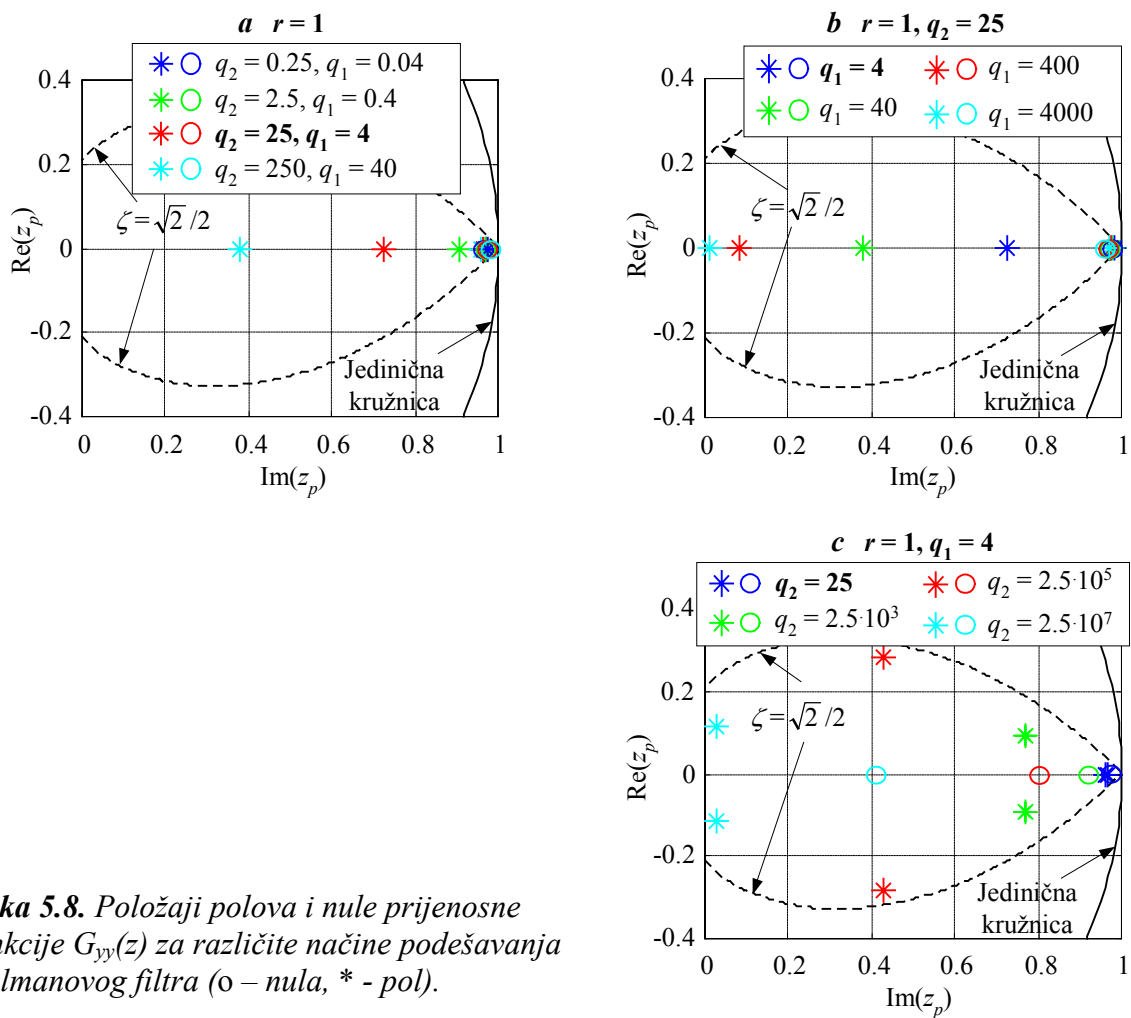 a r = 1
q2 = 0.25, q1 = 0.04
q2 = 2.5, q1 = 0.4
q2 = 25, q1 = 4
q2 = 250, q1 = 40
0.4
0.2
0
-0.2
-0.4
Re(zp)
ζ = √2 /2
Jedinična
kružnica
0 0.2 0.4 0.6 0.8 1
Im(zp)
b r = 1, q2 = 25
q1 = 4 q1 = 400
q1 = 40 q1 = 4000
0.4
0.2
0
-0.2
-0.4
Re(zp)
ζ = √2 /2
Jedinična
kružnica
0 0.2 0.4 0.6 0.8 1
Im(zp)
c r = 1, q1 = 4
q2 = 25 q2 = 2.5·10⁵
q2 = 2.5·10³ q2 = 2.5·10⁷
0.4
0.2
0
-0.2
-0.4
Re(zp)
ζ = √2 /2
Jedinična
kružnica
0 0.2 0.4 0.6 0.8 1
Im(zp)
ka 5.8. Položaji polova i nule prijenosne
kcije Gyy(z) za različite načine podešavanja
lmanovog filtra (o – nula, * - pol).